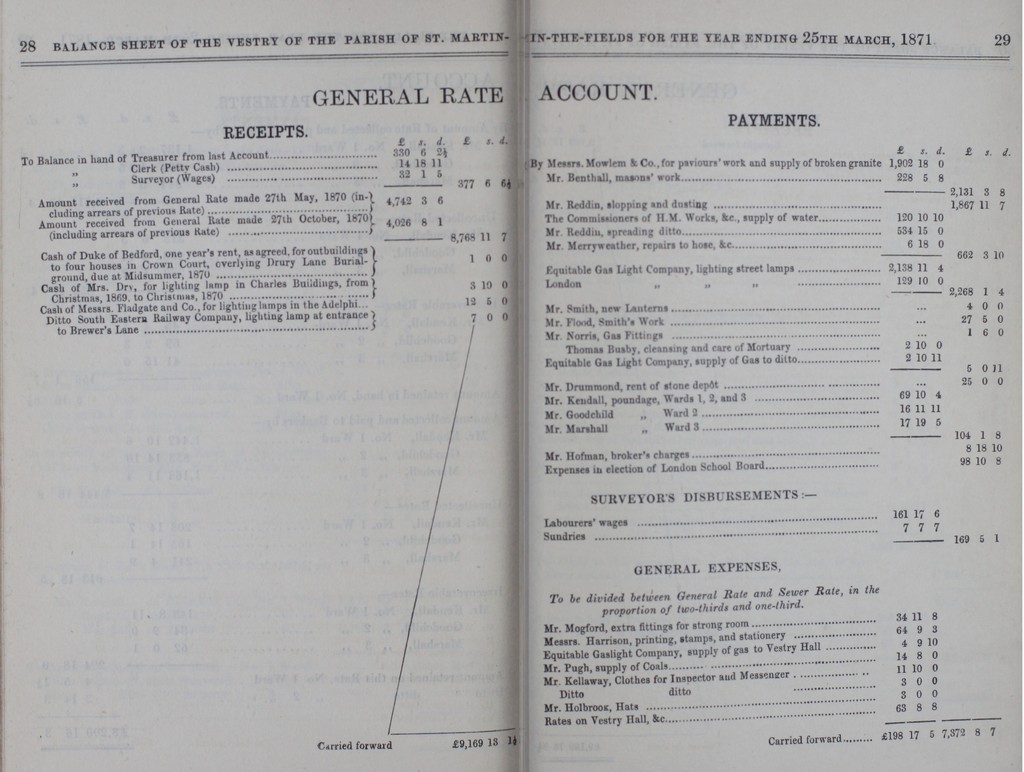 28 BALANCE SHEET OF THE VESTRY OF THE PARISH OF ST. MARTIN-
GENERAL RATE
RECEIPTS.
£ s. d. £ s. d.
To Balance in hand of Treasurer from last Account 330 6 2½
„ Clerk (Petty Cash) 14 18 11
„ Surveyor (Wages) 32 1 5
377 6 6½
Amount received from General Rate made 27th May, 1870 (in-
cluding arrears of previous Rate) 4,742 3 6
Amount received from General Rate made 27th October, 1870
(including arrears of previous Rate) 4,026 8 1
8,768 11 7
Cash of Duke of Bedford, one year's rent, as agreed, for outbuildings
to four houses in Crown Court, overlying Drury Lane Burial-
ground, due at Midsummer, 1870 1 0 0
Cash of Mrs. Dry, for lighting lamp in Charles Buildings, from
Christmas, 1869, to Christmas, 1870 3 10 0
Cash of Messrs. Fladgate and Co., for lighting lamps in the Adelphi... 12 5 0
Ditto South Eastern Railway Company, lighting lamp at entrance
to Brewer's Lane 7 0 0
Carried forward £9,169 13 1½
IN-THE-FIELDS FOR THE YEAR ENDING 25TH MARCH, 1871 29
ACCOUNT.
PAYMENTS.
£ s. d. £ s. d.
By Messrs. Mowlem & Co., for paviours' work and supply of broken granite 1,902 18 0
Mr. Benthall, masons' work 228 5 8
2,131 3 8
Mr. Reddin, slopping and dusting 1,867 11 7
The Commissioners of H.M. Works, &c., supply of water 120 10 10
Mr. Reddin, spreading ditto 534 15 0
Mr. Merryweather, repairs to hose, &c. 6 18 0
662 3 10
Equitable Gas Light Company, lighting street lamps 2,138 11 4
London „ „ „ 129 10 0
2,268 1 4
Mr. Smith, new Lanterns ... 4 0 0
Mr. Flood, Smith's Work ... 27 5 0
Mr. Norris, Gas Fittings ... 1 6 0
Thomas Busby, cleansing and care of Mortuary 2 10 0
Equitable Gas Light Company, supply of Gas to ditto 2 10 11
5 0 11
Mr. Drummond, rent of stone depôt ... 25 0 0
Mr. Kendall, poundage, Wards 1, 2, and 3 69 10 4
Mr. Goodchild „ Ward 2 16 11 11
Mr. Marshall „ Ward 3 17 19 5
104 1 8
Mr. Hofman, broker's charges 8 18 10
Expenses in election of London School Board 98 10 8
SURVEYOR'S DISBURSEMENTS:—
Labourers' wages 161 17 6
Sundries 7 7 7
169 5 1
GENERAL EXPENSES,
To be divided between General Rate and Sewer Rate, in the
proportion of two-thirds and one-third.
Mr. Mogford, extra fittings for strong room 34 11 8
Messrs. Harrison, printing, stamps, and stationery 64 9 3
Equitable Gaslight Company, supply of gas to Vestry Hall 4 9 10
Mr. Pugh, supply of Coals 14 8 0
Mr. Kellaway, Clothes for Inspector and Messenger 11 10 0
Ditto ditto 3 0 0
Mr. Holbrook, Hats 3 0 0
Rates on Vestry Hall, &c. 63 8 8
Carried forward £198 17 5 7,372 8 7